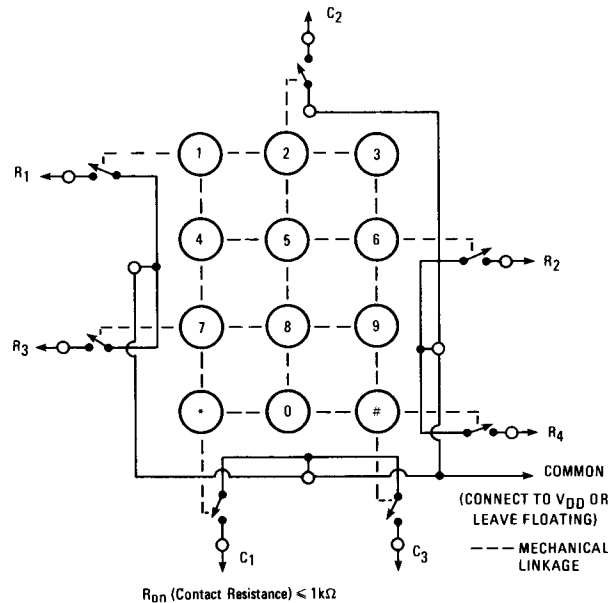 C2
1 2 3
R1
4 5 6
R2
7 8 9
R3
* 0 #
R4
COMMON
(CONNECT TO VDD OR
LEAVE FLOATING)
C1
C3
MECHANICAL
LINKAGE
Ron (Contact Resistance) ≤ 1kΩ